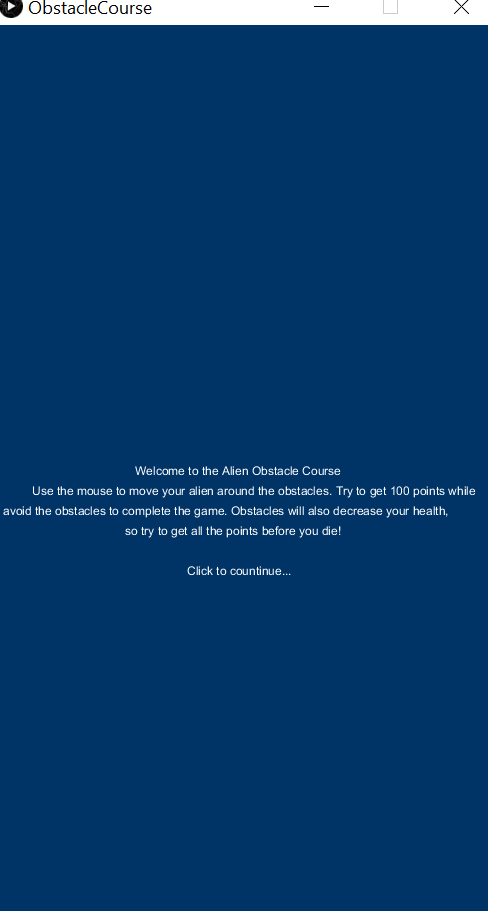 ObstacleCourse
Welcome to the Alien Obstacle Course
Use the mouse to move your alien around the obstacles. Try to get 100 points while
avoid the obstacles to complete the game. Obstacles will also decrease your health,
so try to get all the points before you die!
Click to countinue...